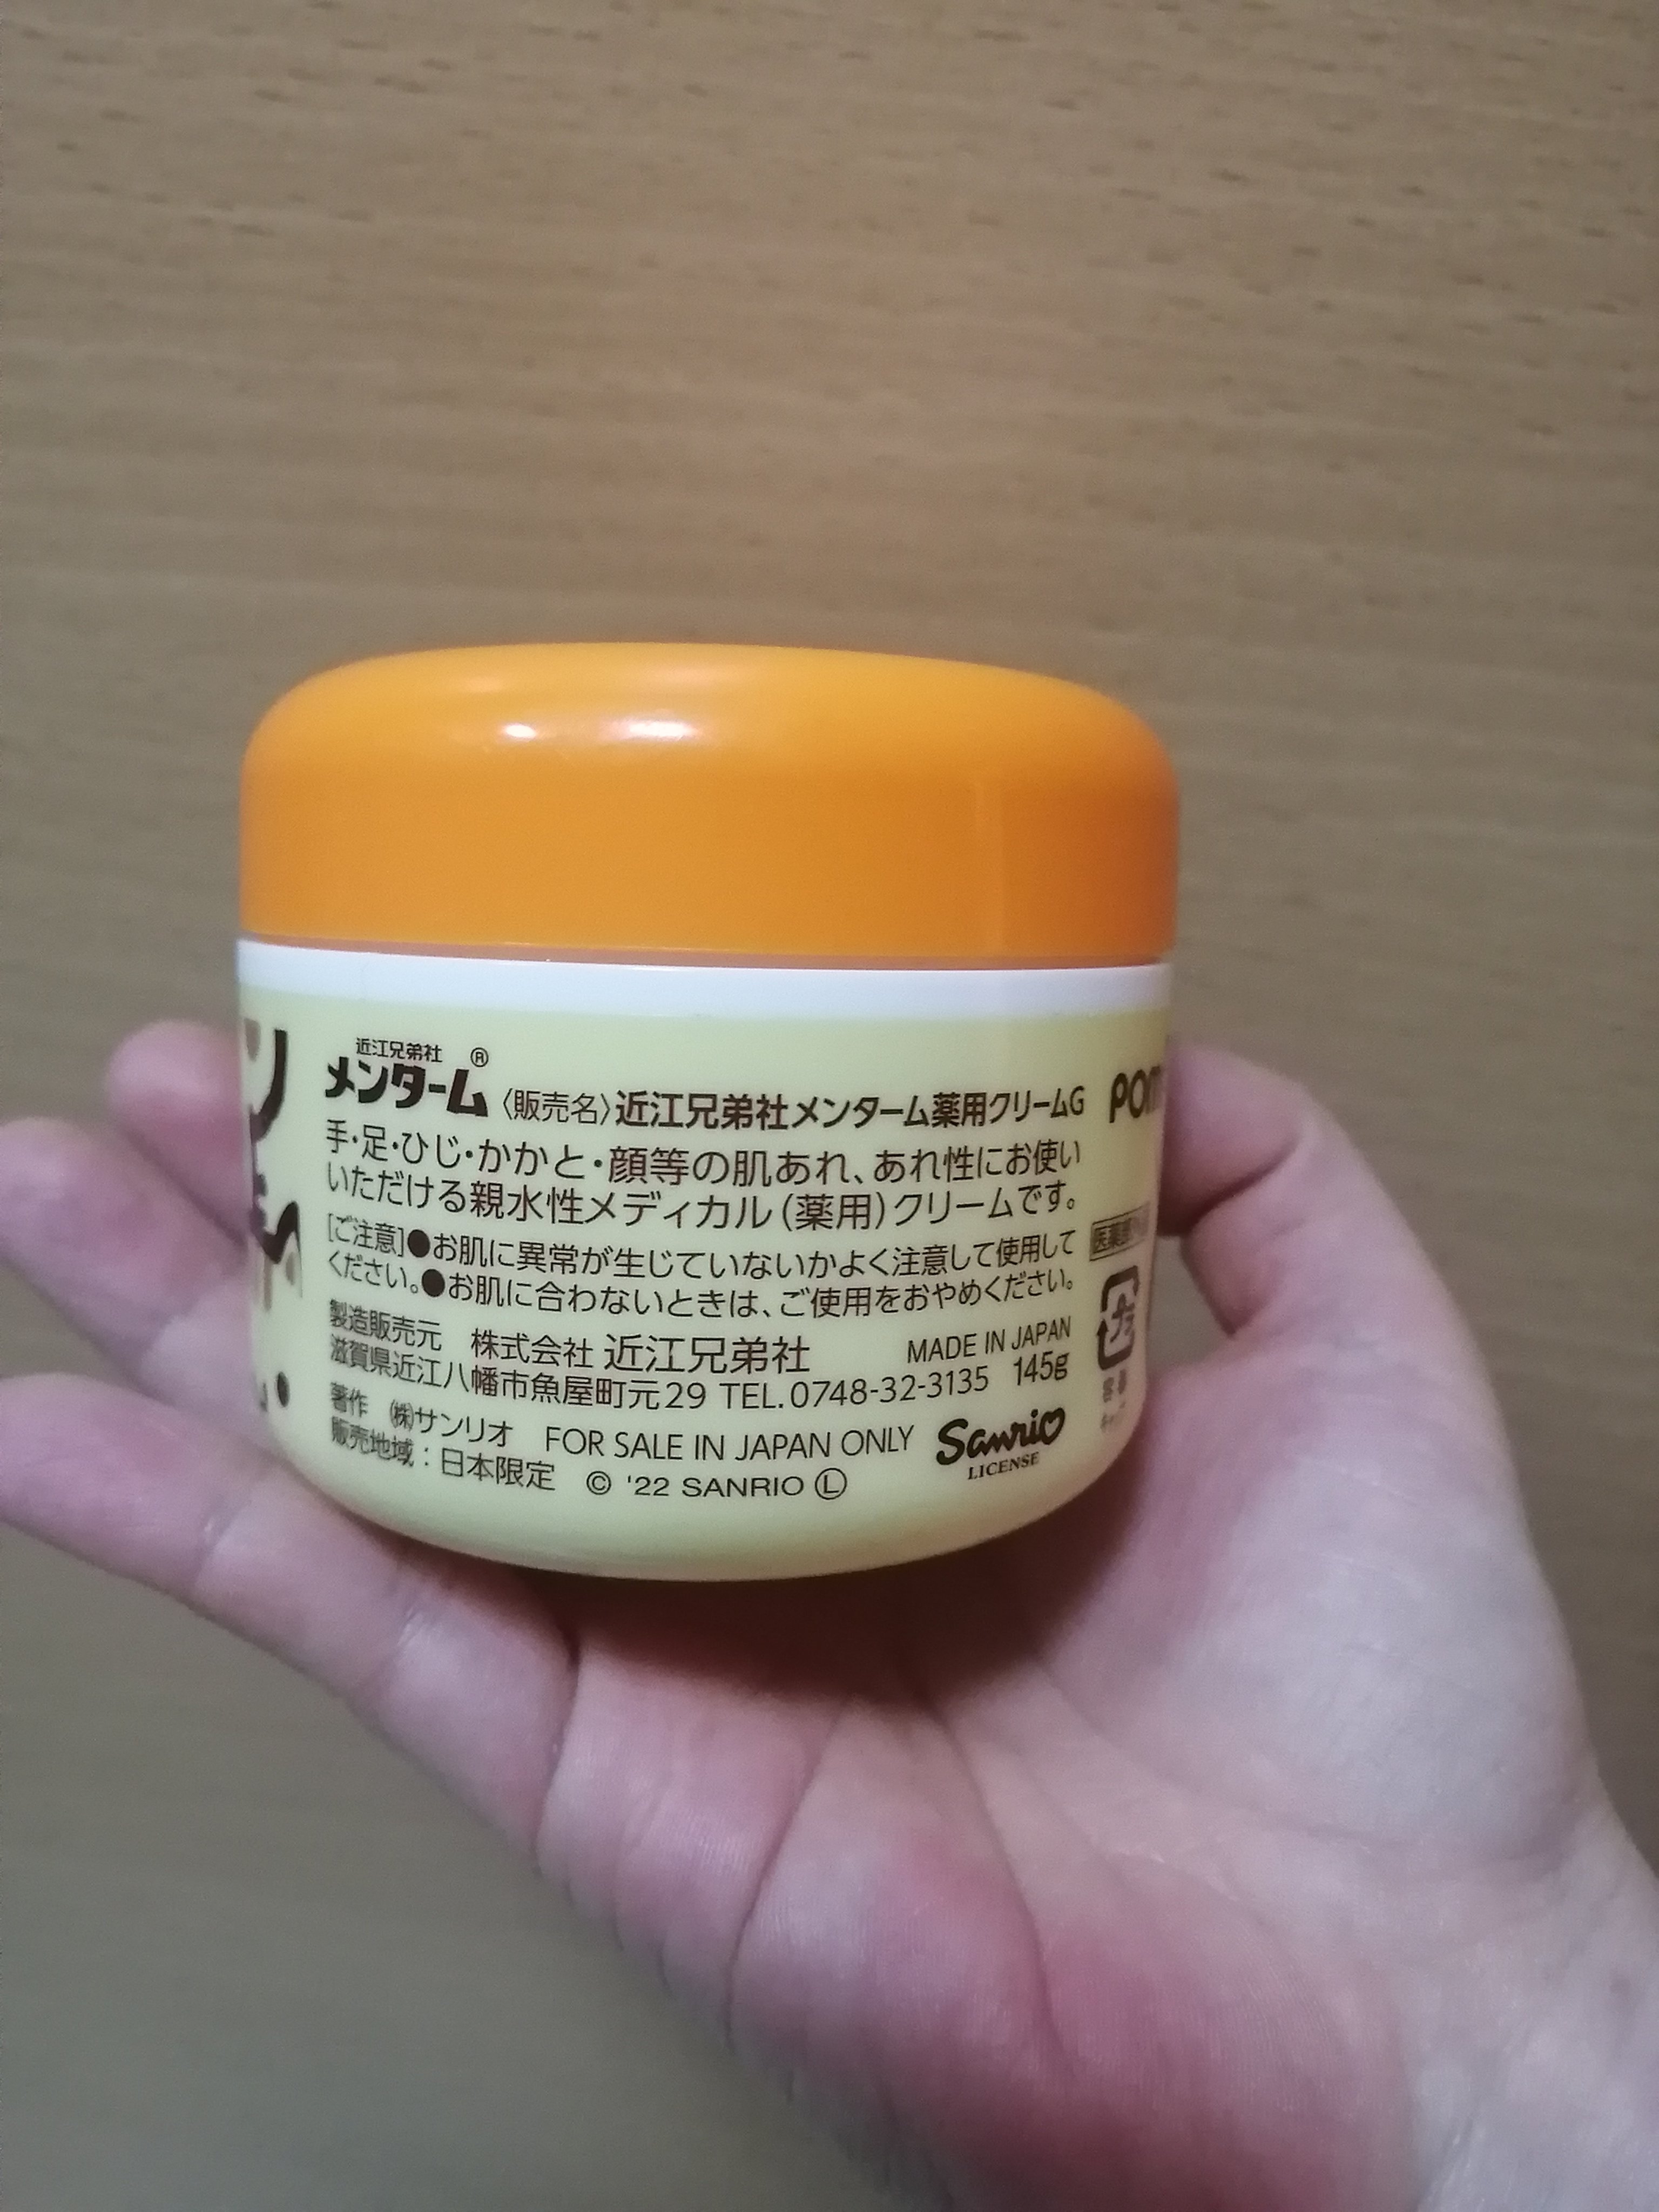 近江兄弟社
メンターム®〈販売名〉近江兄弟社メンターム薬用クリームG
手・足・ひじ・かかと・顔等の肌あれ、あれ性にお使い
いただける親水性メディカル(薬用)クリームです。
[ご注意]●お肌に異常が生じていないかよく注意して使用して
ください。●お肌に合わないときは、ご使用をおやめください。
製造販売元 株式会社 近江兄弟社 MADE IN JAPAN
滋賀県近江八幡市魚屋町元29 TEL.0748-32-3135 145g
著作 ㈱サンリオ FOR SALE IN JAPAN ONLY
販売地域:日本限定 © '22 SANRIO Ⓛ
Sanrio
LICENSE
プラ